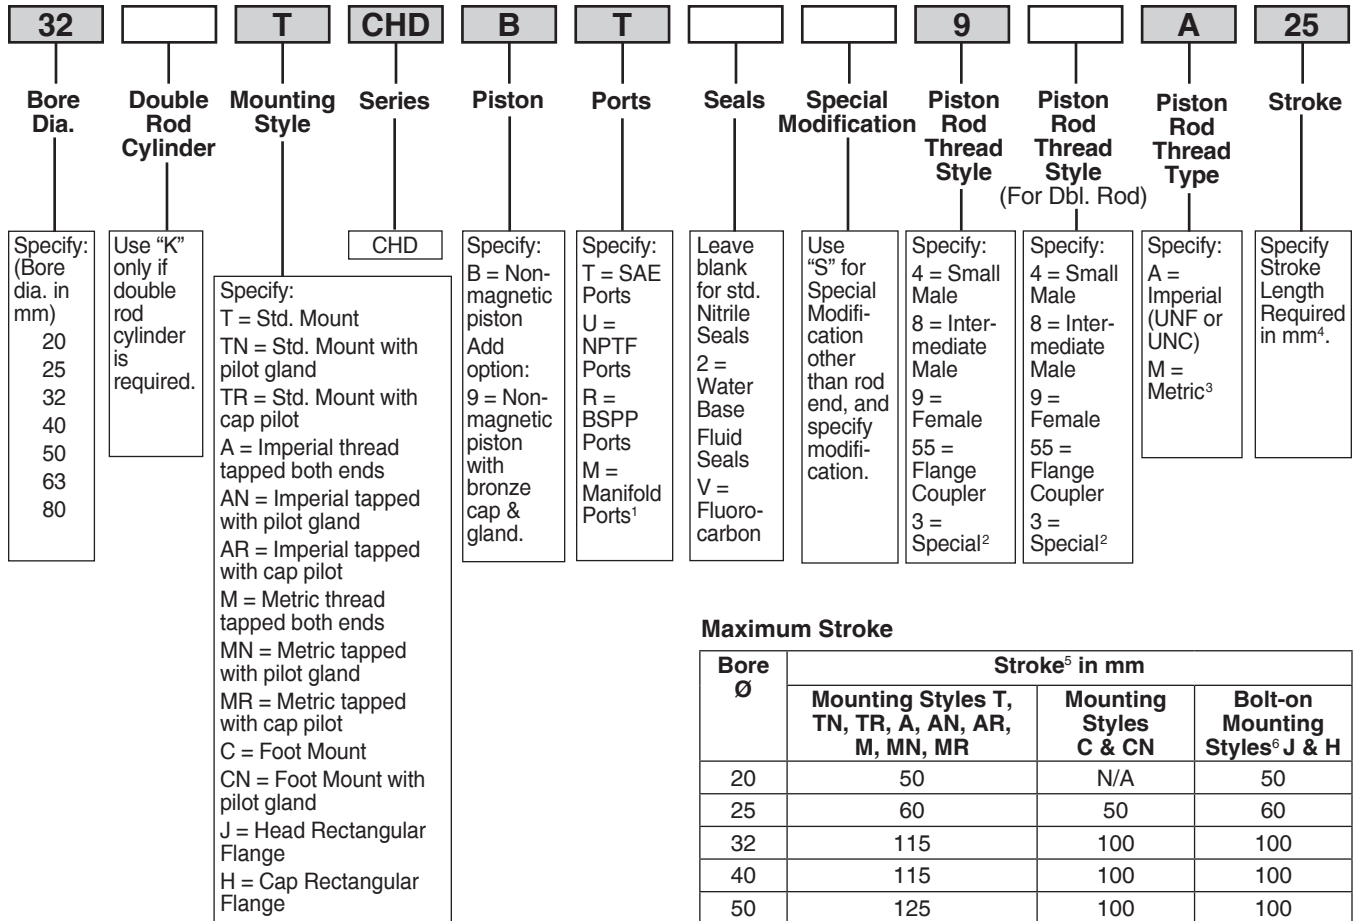 32 T CHD B T 9 A 25
Bore
Dia.
Double
Rod
Cylinder
Mounting
Style
Series
Piston
Ports
Seals
Special
Modification
Piston
Rod
Thread
Style
Piston
Rod
Thread
Style
(For Dbl. Rod)
Piston
Rod
Thread
Type
Stroke
Specify:
(Bore
dia. in
mm)
20
25
32
40
50
63
80
Use “K”
only if
double
rod
cylinder
is
required.
Specify:
T = Std. Mount
TN = Std. Mount with
pilot gland
TR = Std. Mount with
cap pilot
A = Imperial thread
tapped both ends
AN = Imperial tapped
with pilot gland
AR = Imperial tapped
with cap pilot
M = Metric thread
tapped both ends
MN = Metric tapped
with pilot gland
MR = Metric tapped
with cap pilot
C = Foot Mount
CN = Foot Mount with
pilot gland
J = Head Rectangular
Flange
H = Cap Rectangular
Flange
CHD
Specify:
B = Non-
magnetic
piston
Add
option:
9 = Non-
magnetic
piston
with
bronze
cap &
gland.
Specify:
T = SAE
Ports
U =
NPTF
Ports
R =
BSPP
Ports
M =
Manifold
Ports¹
Leave
blank
for std.
Nitrile
Seals
2 =
Water
Base
Fluid
Seals
V =
Fluoro-
carbon
Use
“S” for
Special
Modifi-
cation
other
than rod
end, and
specify
modifi-
cation.
Specify:
4 = Small
Male
8 = Inter-
mediate
Male
9 =
Female
55 =
Flange
Coupler
3 =
Special²
Specify:
4 = Small
Male
8 = Inter-
mediate
Male
9 =
Female
55 =
Flange
Coupler
3 =
Special²
Specify:
A =
Imperial
(UNF or
UNC)
M =
Metric³
Specify
Stroke
Length
Required
in mm⁴.
Maximum Stroke
Bore
Ø
Stroke⁵ in mm
Mounting Styles T,
TN, TR, A, AN, AR,
M, MN, MR
Mounting
Styles
C & CN
Bolt-on
Mounting
Styles⁶ J & H
20 50 N/A 50
25 60 50 60
32 115 100 100
40 115 100 100
50 125 100 100